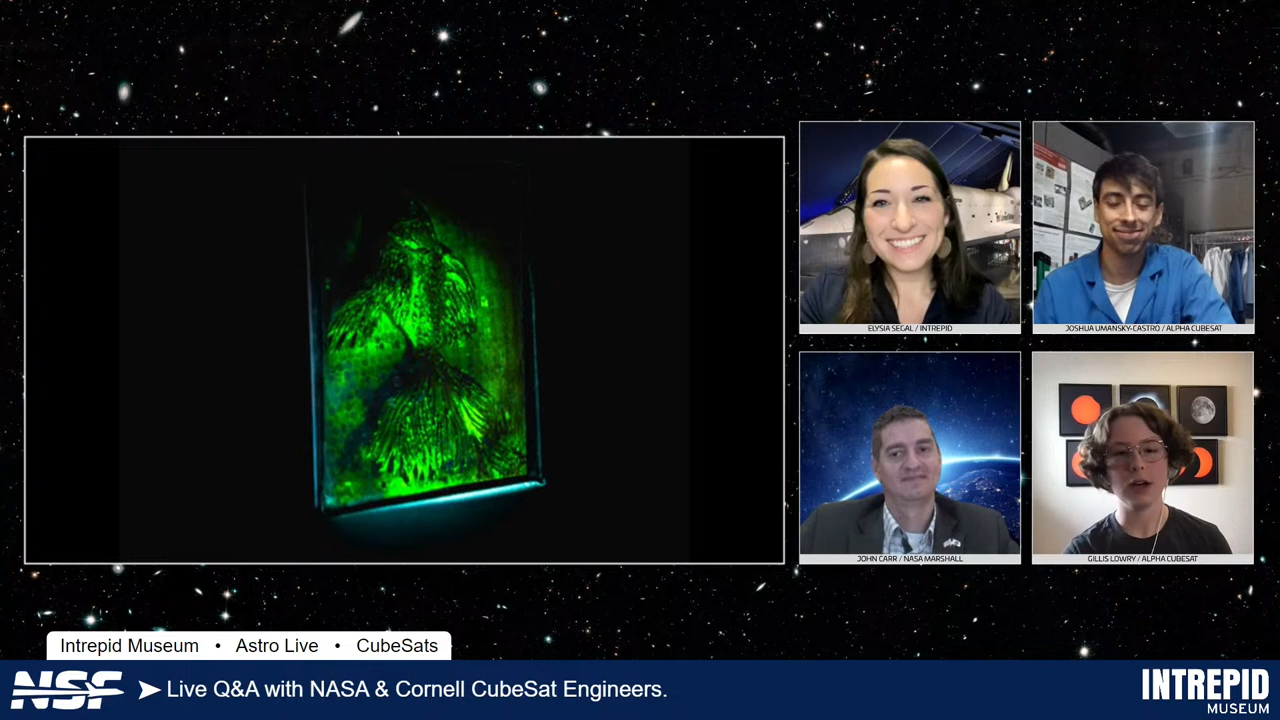 ELYSIA SEGAL / INTREPID
JOSHUA UMANSKY-CASTRO / ALPHA CUBESAT
JOHN CARR / NASA MARSHALL
GILLIS LOWRY / ALPHA CUBESAT
Intrepid Museum • Astro Live • CubeSats
NSF
Live Q&A with NASA & Cornell CubeSat Engineers.
INTREPID
MUSEUM